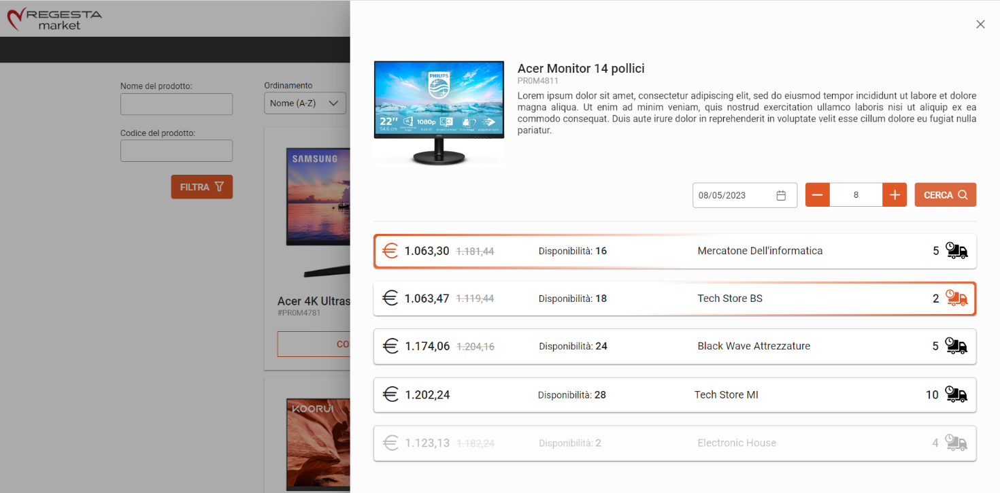 REGESTA
market
Nome del prodotto:
Codice del prodotto:
FILTRA
Ordinamento
Nome (A-Z)
SAMSUNG
Acer 4K Ultras
#PR0M4781
CO
KOORUI
PHILIPS
22"
54,6 cm
1080p
Full HD
Acer Monitor 14 pollici
PR0M4811
Lorem ipsum dolor sit amet, consectetur adipiscing elit, sed do eiusmod tempor incididunt ut labore et dolore
magna aliqua. Ut enim ad minim veniam, quis nostrud exercitation ullamco laboris nisi ut aliquip ex ea
commodo consequat. Duis aute irure dolor in reprehenderit in voluptate velit esse cillum dolore eu fugiat nulla
pariatur.
08/05/2023 8 CERCA
€ 1.063,30 1.181,44 Disponibilità: 16 Mercatone Dell'informatica 5
€ 1.063,47 1.119,44 Disponibilità: 18 Tech Store BS 2
€ 1.174,06 1.204,16 Disponibilità: 24 Black Wave Attrezzature 5
€ 1.202,24 Disponibilità: 28 Tech Store MI 10
€ 1.123,13 1.182,24 Disponibilità: 2 Electronic House 4